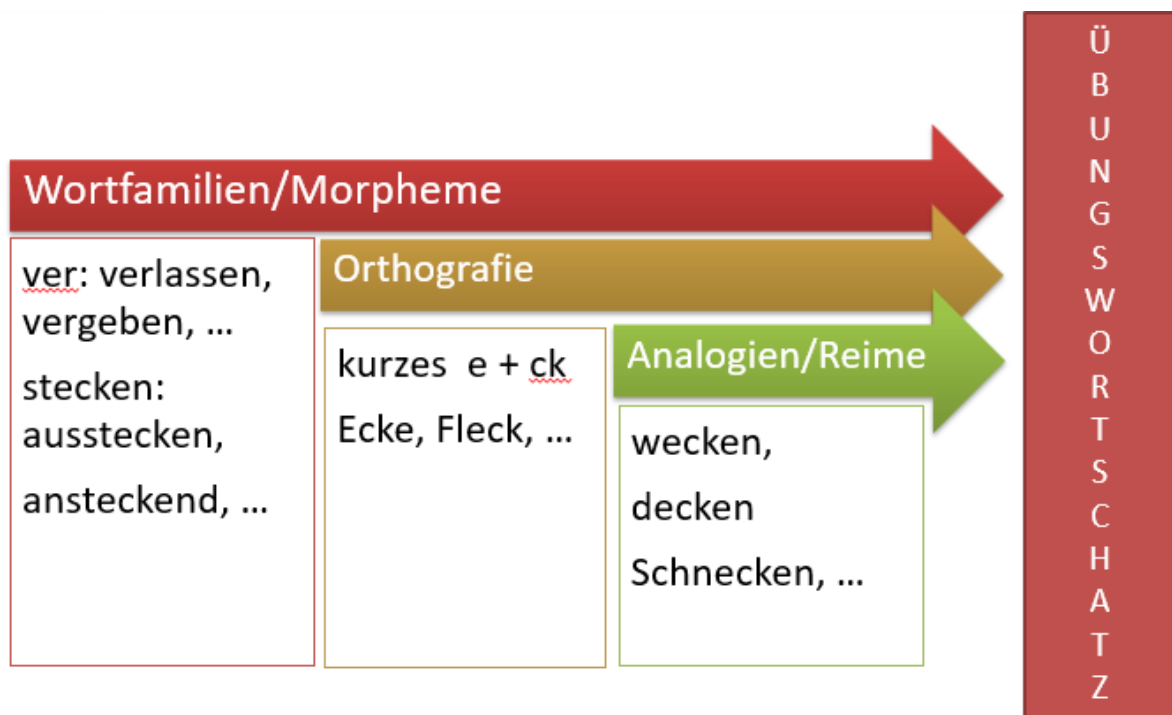 Wortfamilien/Morpheme
ver: verlassen,
vergeben, ...
stecken:
ausstecken,
ansteckend, ...
Orthografie
kurzes e + ck
Ecke, Fleck, ...
Analogien/Reime
wecken,
decken
Schnecken, ...
Ü
B
U
N
G
S
W
O
R
T
S
C
H
A
T
Z